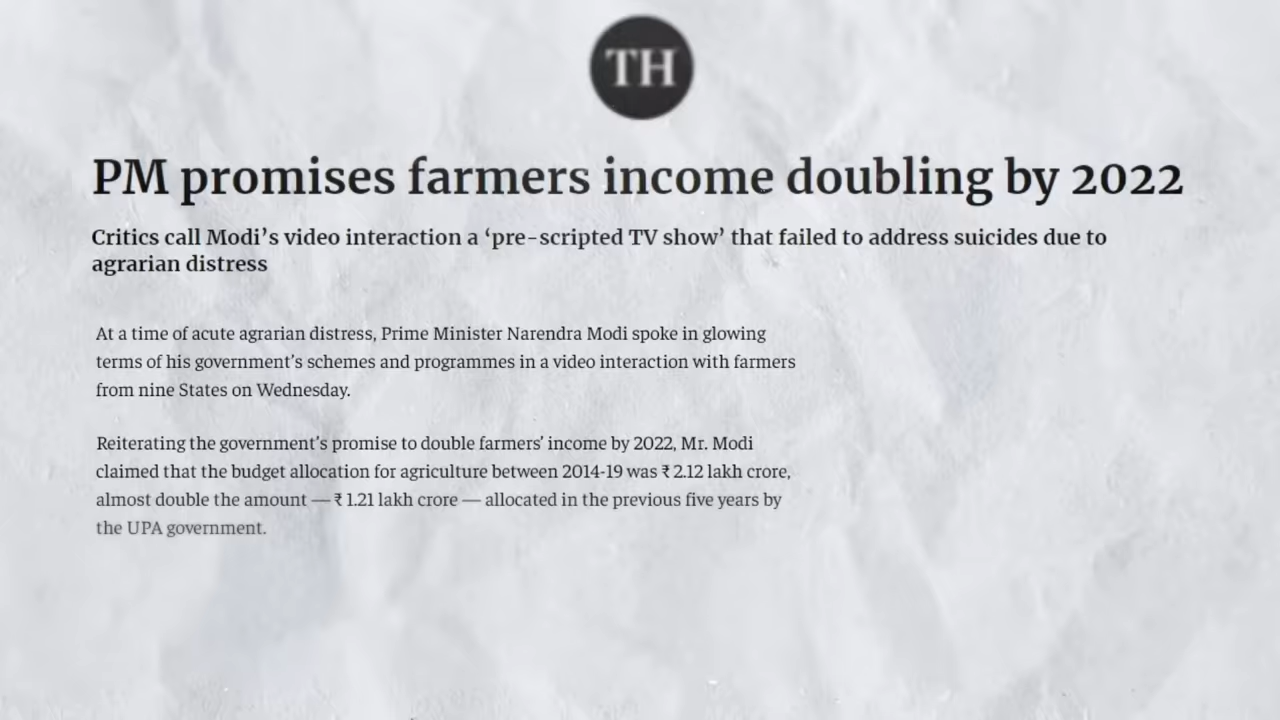 TH
PM promises farmers income doubling by 2022
Critics call Modi’s video interaction a ‘pre-scripted TV show’ that failed to address suicides due to
agrarian distress
At a time of acute agrarian distress, Prime Minister Narendra Modi spoke in glowing
terms of his government’s schemes and programmes in a video interaction with farmers
from nine States on Wednesday.
Reiterating the government’s promise to double farmers’ income by 2022, Mr. Modi
claimed that the budget allocation for agriculture between 2014-19 was ₹ 2.12 lakh crore,
almost double the amount — ₹ 1.21 lakh crore — allocated in the previous five years by
the UPA government.